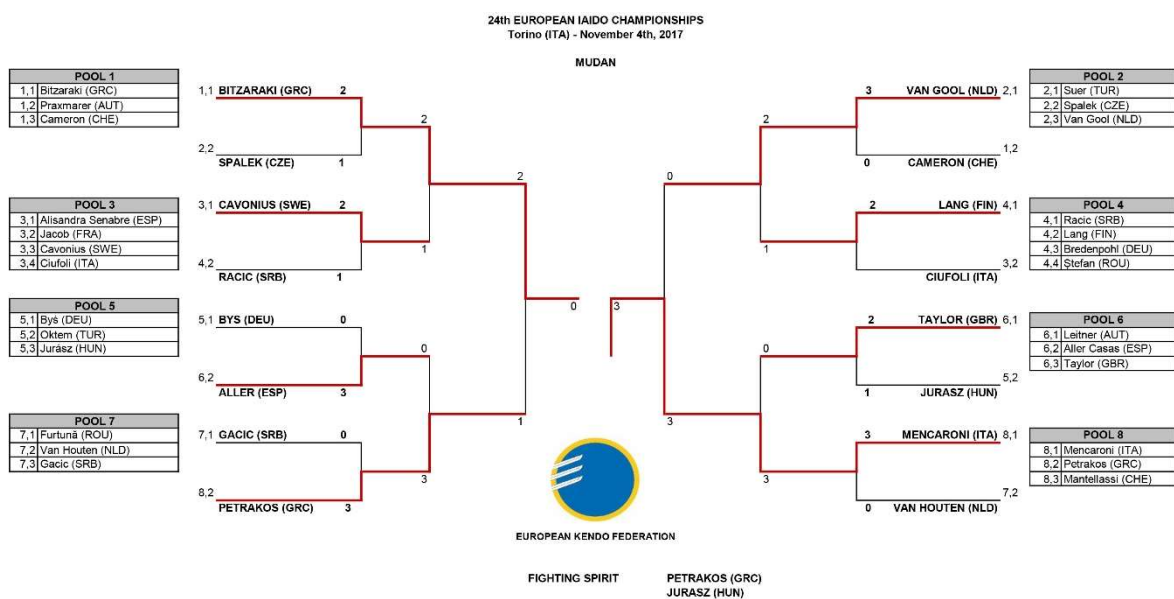 24th EUROPEAN IAIDO CHAMPIONSHIPS
Torino (ITA) - November 4th, 2017
MUDAN
POOL 1
1,1 Bitzaraki (GRC)
1,2 Praxmarer (AUT)
1,3 Cameron (CHE)
POOL 3
3,1 Alisandra Senabre (ESP)
3,2 Jacob (FRA)
3,3 Cavonius (SWE)
3,4 Ciufoli (ITA)
POOL 5
5,1 Byś (DEU)
5,2 Oktem (TUR)
5,3 Jurász (HUN)
POOL 7
7,1 Furtună (ROU)
7,2 Van Houten (NLD)
7,3 Gacic (SRB)
1,1 BITZARAKI (GRC) 2
2,2
SPALEK (CZE) 1
2
3,1 CAVONIUS (SWE) 2
4,2
RACIC (SRB) 1
1
2
5,1 BYS (DEU) 0
6,2
ALLER (ESP) 3
0
7,1 GACIC (SRB) 0
8,2
PETRAKOS (GRC) 3
3
1
0
3
0
2
3 VAN GOOL (NLD) 2,1
1,2
0 CAMERON (CHE)
1
2 LANG (FIN) 4,1
3,2
CIUFOLI (ITA)
3
0
2 TAYLOR (GBR) 6,1
5,2
1 JURASZ (HUN)
3
3 MENCARONI (ITA) 8,1
7,2
0 VAN HOUTEN (NLD)
POOL 2
2,1 Suer (TUR)
2,2 Spalek (CZE)
2,3 Van Gool (NLD)
POOL 4
4,1 Racic (SRB)
4,2 Lang (FIN)
4,3 Bredenpohl (DEU)
4,4 Ștefan (ROU)
POOL 6
6,1 Leitner (AUT)
6,2 Aller Casas (ESP)
6,3 Taylor (GBR)
POOL 8
8,1 Mencaroni (ITA)
8,2 Petrakos (GRC)
8,3 Mantellassi (CHE)
EUROPEAN KENDO FEDERATION
FIGHTING SPIRIT PETRAKOS (GRC)
JURASZ (HUN)